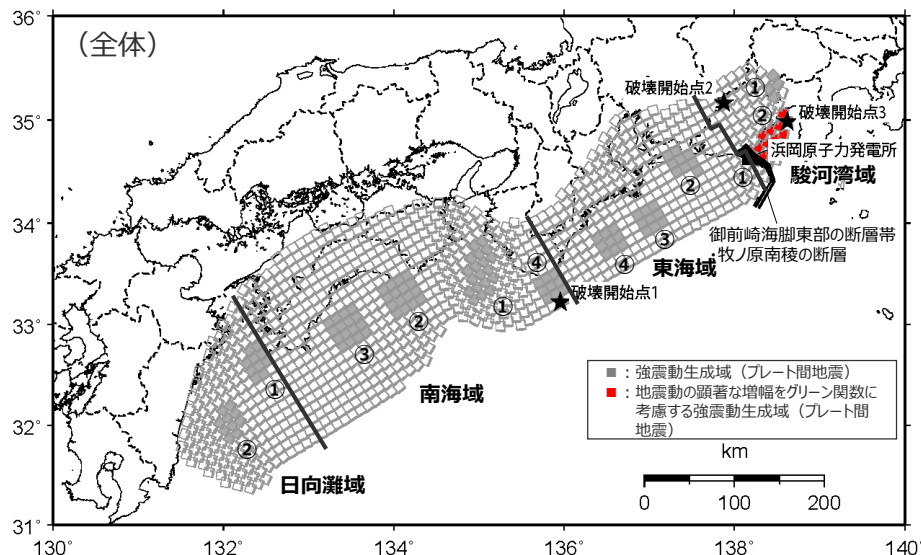 36˚
35˚
34˚
33˚
32˚
31˚
130
132
134
136
138
140
（全体）
破壊開始点2
①
②
破壊開始点3
浜岡原子力発電所
駿河湾域
①
②
③
④
東海域
御前崎海脚東部の断層帯
・牧ノ原南稜の断層
破壊開始点1
④
①
②
③
南海域
①
②
日向灘域
：強震動生成域（プレート間地震）
：地震動の顕著な増幅をグリーン関数に
考慮する強震動生成域（プレート間
地震）
km
0 50 100 150 200